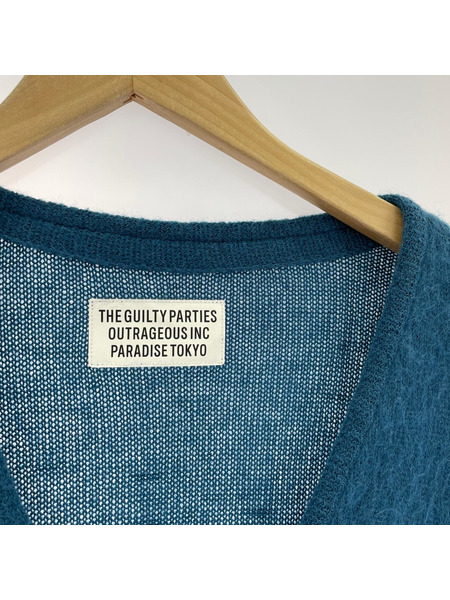 THE GUILTY PARTIES
OUTRAGEOUS INC
PARADISE TOKYO